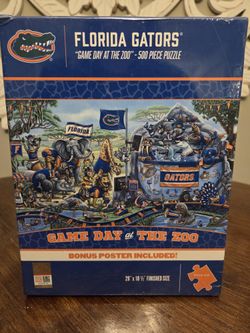 FLORIDA GATORS®
"GAME DAY AT THE ZOO" - 500 PIECE PUZZLE
FLORIDA
GATORS
GAME DAY at THE ZOO
BONUS POSTER INCLUDED!